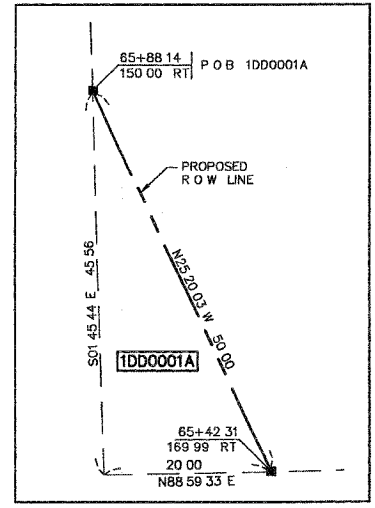 65+88 14
150 00 RT
P O B 1DD0001A
PROPOSED
R O W LINE
S01 45 44 E 45 56
N25 20 03 W 50 00
1DD0001A
65+42 31
169 99 RT
20 00
N88 59 33 E